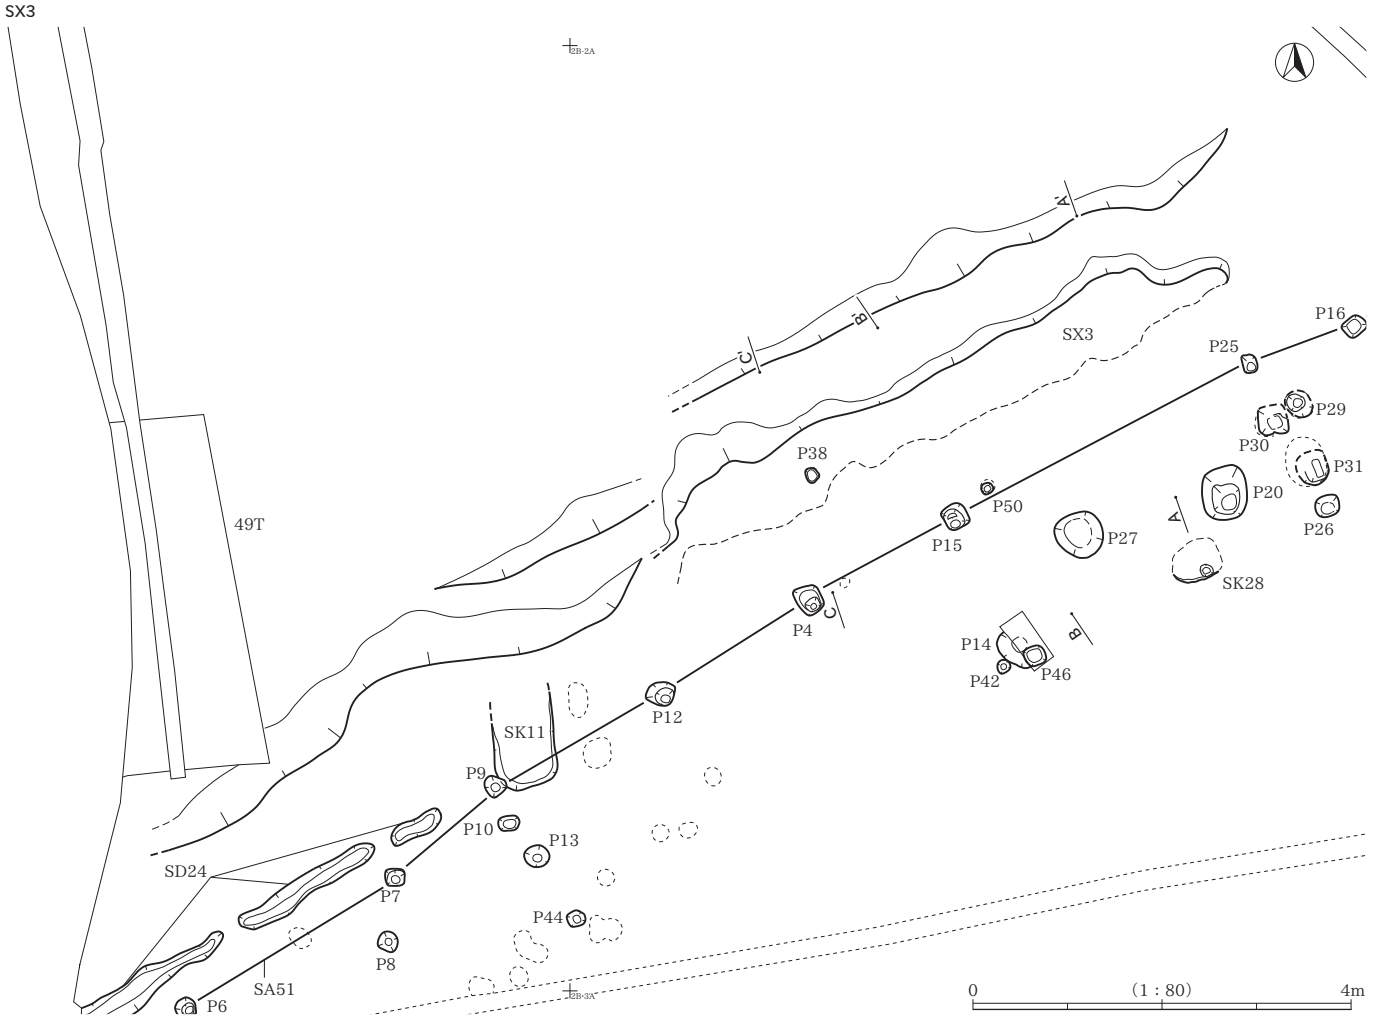 SX3
2B-2A
A'
B'
C'
SX3
P16
P25
P29
P30
P31
P38
P20
P50
P26
49T
P15
P27
A
SK28
P4
C
B
P14
P46
P42
P12
SK11
P9
P10
P13
SD24
P7
P44
P8
SA51
P6
2B-3A
0 (1:80) 4m